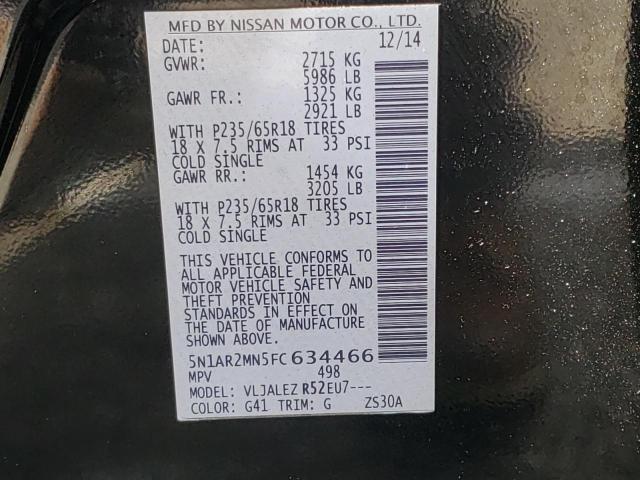 MFD BY NISSAN MOTOR CO., LTD.
DATE: 12/14
GVWR: 2715 KG
5986 LB
GAWR FR.: 1325 KG
2921 LB
WITH P235/65R18 TIRES
18 X 7.5 RIMS AT 33 PSI
COLD SINGLE
GAWR RR.: 1454 KG
3205 LB
WITH P235/65R18 TIRES
18 X 7.5 RIMS AT 33 PSI
COLD SINGLE
THIS VEHICLE CONFORMS TO
ALL APPLICABLE FEDERAL
MOTOR VEHICLE SAFETY AND
THEFT PREVENTION
STANDARDS IN EFFECT ON
THE DATE OF MANUFACTURE
SHOWN ABOVE.
5N1AR2MN5FC634466
MPV 498
MODEL: VLJALEZ R52EU7---
COLOR: G41 TRIM: G ZS30A